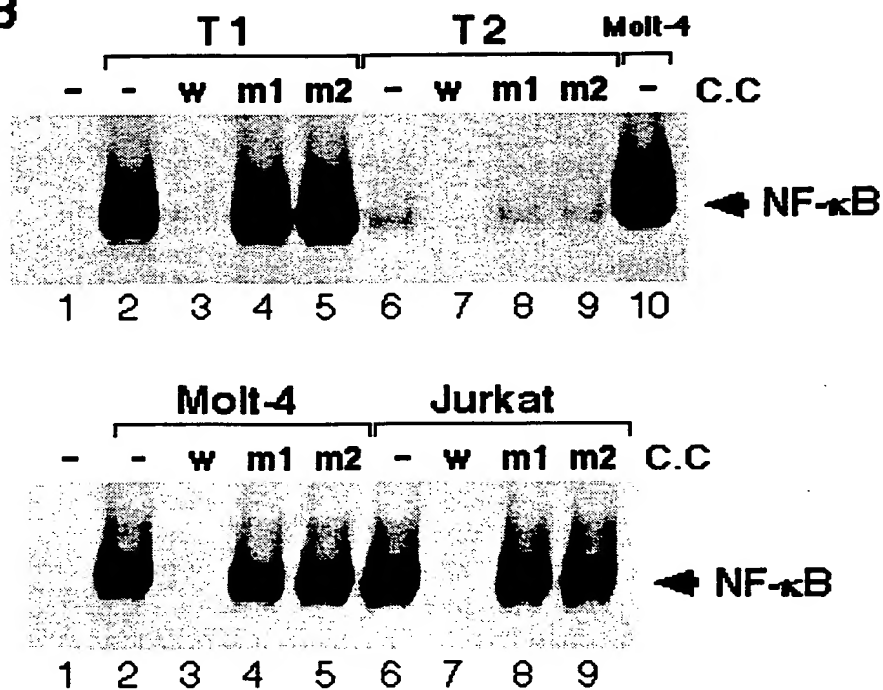 B
T1 T2 Molt-4
- - w m1 m2 - w m1 m2 - C.C
NF-κB
1 2 3 4 5 6 7 8 9 10
Molt-4 Jurkat
- - w m1 m2 - w m1 m2 C.C
NF-κB
1 2 3 4 5 6 7 8 9